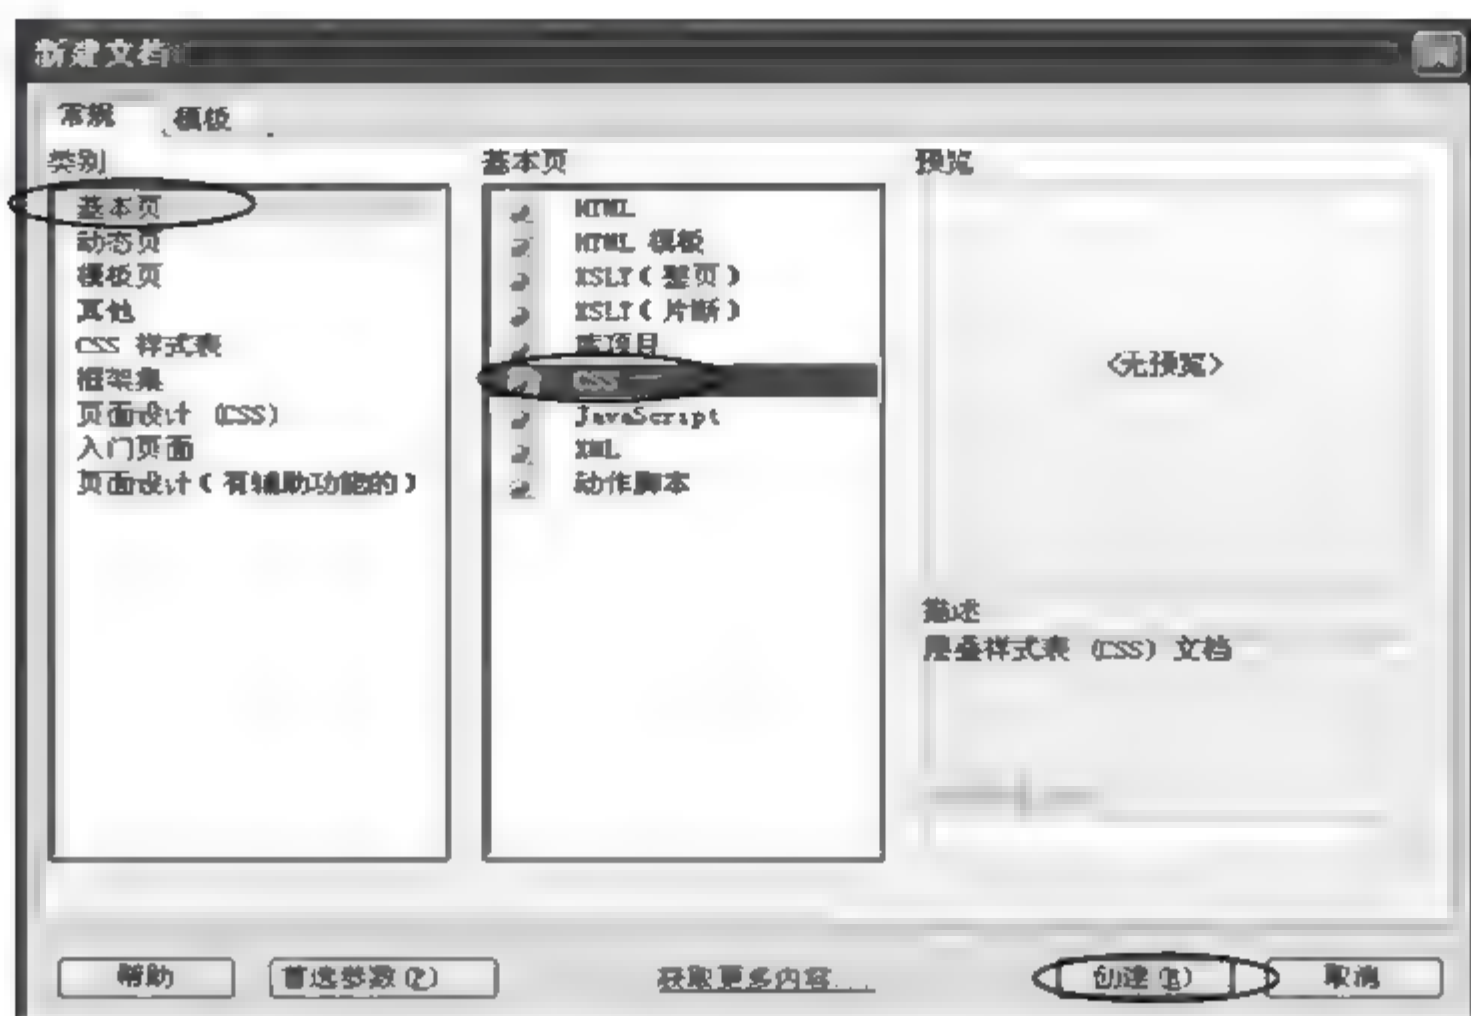 新建文档
常规 模板
类别
基本页
动态页
模板页
其他
CSS 样式表
框架集
页面设计 (CSS)
入门页面
页面设计(有辅助功能的)
基本页
HTML
HTML 模板
XSLT(整页)
XSLT(片断)
库项目
CSS
JavaScript
XML
动作脚本
预览
<无预览>
描述
层叠样式表 (CSS) 文档
帮助 首选参数(P) 获取更多内容... 创建(R) 取消